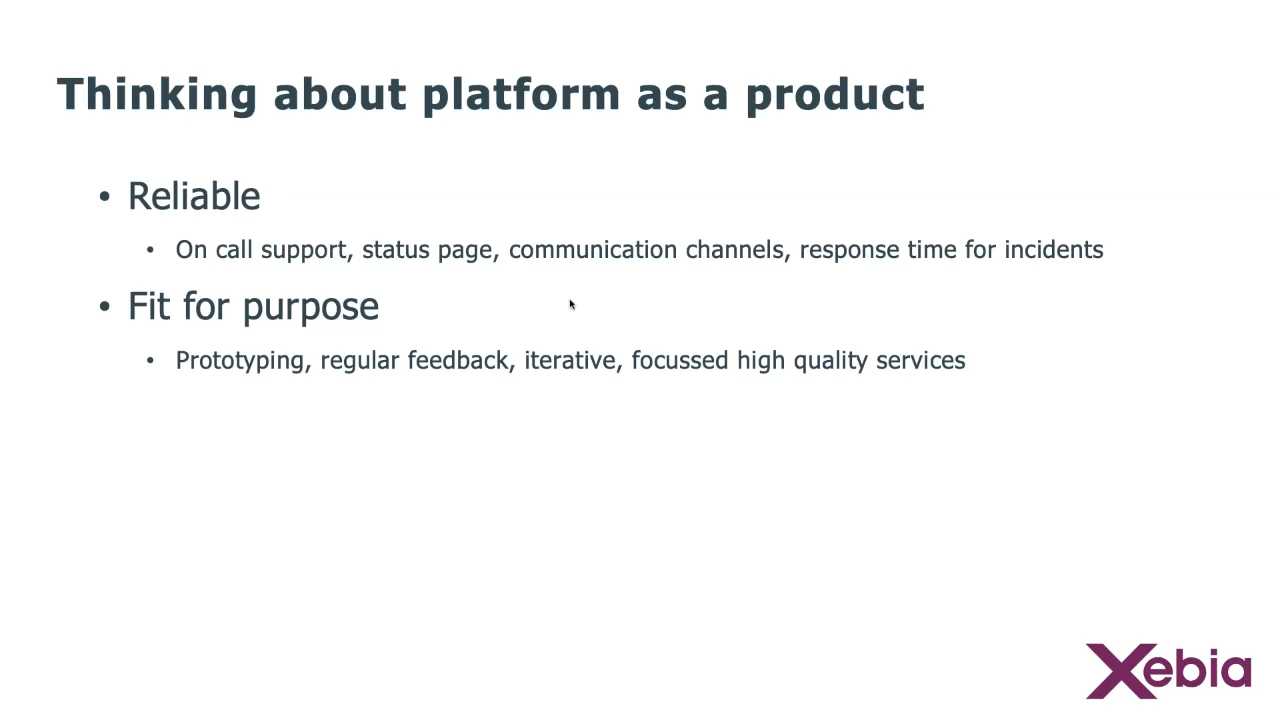 Thinking about platform as a product
• Reliable
• On call support, status page, communication channels, response time for incidents
• Fit for purpose
• Prototyping, regular feedback, iterative, focussed high quality services
Xebia